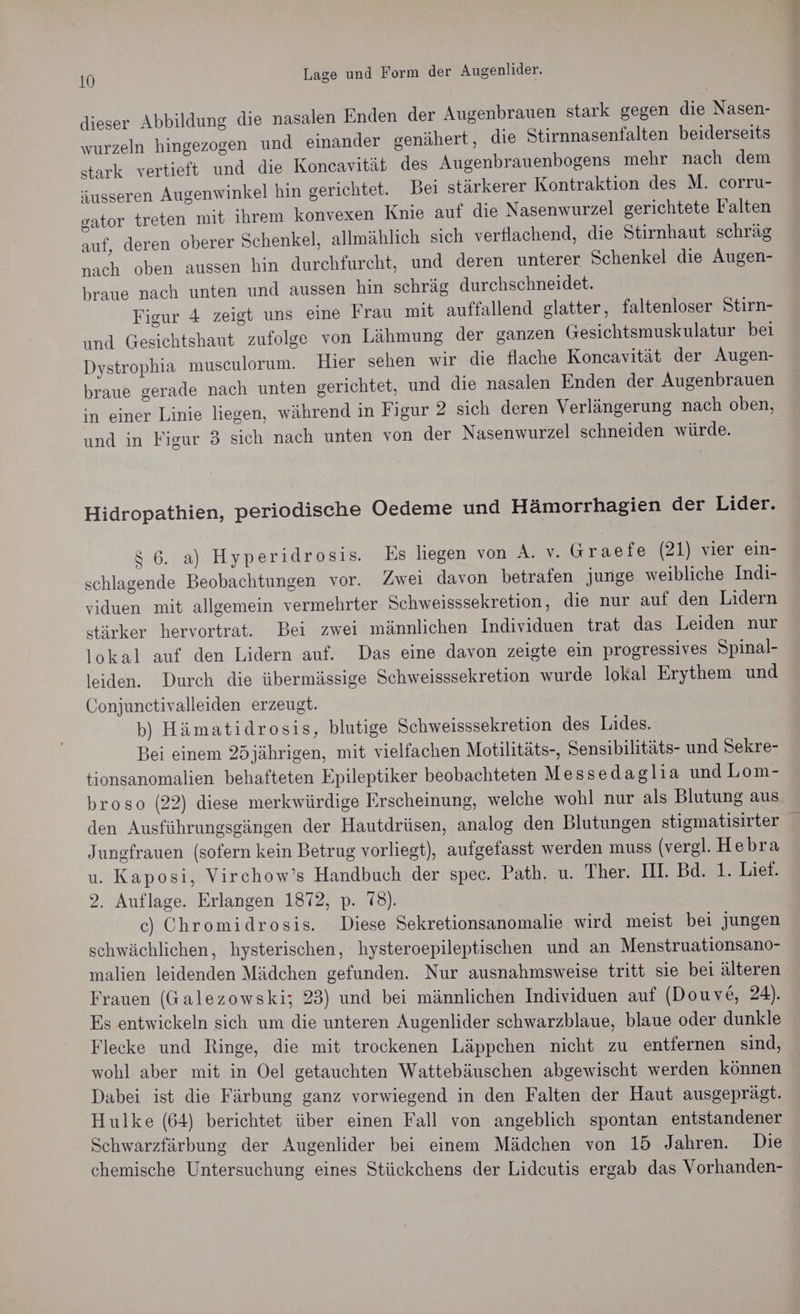 10
Lage und Form der Augenlider.
dieser Abbildung die nasalen Enden der Augenbrauen stark gegen die Nasen-
wurzeln hingezogen und einander genähert, die Stirnnasenfalten beiderseits
stark vertieft und die Koncavität des Augenbrauenbogens mehr nach dem
äusseren Augenwinkel hin gerichtet. Bei stärkerer Kontraktion des M. corru-
gator treten mit ihrem konvexen Knie auf die Nasenwurzel gerichtete Falten
auf, deren oberer Schenkel, allmählich sich verflachend, die Stirnhaut schräg
nach oben aussen hin durchfurcht, und deren unterer Schenkel die Augen-
braue nach unten und aussen hin schräg durchschneidet.
Figur 4 zeigt uns eine Frau mit auffallend glatter, faltenloser Stirn-
und Gesichtshaut zufolge von Lähmung der ganzen Gesichtsmuskulatur bei
Dystrophia musculorum. Hier sehen wir die flache Koncavität der Augen-
braue gerade nach unten gerichtet, und die nasalen Enden der Augenbrauen
in einer Linie liegen, während in Figur 2 sich deren Verlängerung nach oben,
und in Figur 3 sich nach unten von der Nasenwurzel schneiden würde.
Hidropathien, periodische Oedeme und Hämorrhagien der Lider.
§ 6. a) Hyperidrosis. Es liegen von A. v. Graefe (21) vier ein-
schlagende Beobachtungen vor. Zwei davon betrafen junge weibliche Indi-
viduen mit allgemein vermehrter Schweisssekretion, die nur auf den Lidern
stärker hervortrat. Bei zwei männlichen Individuen trat das Leiden nur
lokal auf den Lidern auf. Das eine davon zeigte ein progressives Spinal-
leiden. Durch die übermässige Schweisssekretion wurde lokal Erythem und
Conjunctivalleiden erzeugt.
b) Hämatidrosis, blutige Schweisssekretion des Lides.
Bei einem 25jährigen, mit vielfachen Motilitäts-, Sensibilitäts- und Sekre-
tionsanomalien behafteten Epileptiker beobachteten Messedaglia und Lom-
broso (22) diese merkwürdige Erscheinung, welche wohl nur als Blutung aus
den Ausführungsgängen der Hautdrüsen, analog den Blutungen stigmatisirter
Jungfrauen (sofern kein Betrug vorliegt), aufgefasst werden muss (vergl. Hebra
u. Kaposi, Virchow's Handbuch der spec. Path. u. Ther. III. Bd. 1. Lief.
2. Auflage. Erlangen 1872, p. 78).
c) Chromidrosis. Diese Sekretionsanomalie wird meist bei jungen
schwächlichen, hysterischen, hysteroepileptischen und an Menstruationsano-
malien leidenden Mädchen gefunden. Nur ausnahmsweise tritt sie bei älteren
Frauen (Galezowski; 23) und bei männlichen Individuen auf (Douvé, 24).
Es entwickeln sich um die unteren Augenlider schwarzblaue, blaue oder dunkle
Flecke und Ringe, die mit trockenen Läppchen nicht zu entfernen sind,
wohl aber mit in Oel getauchten Wattebäuschen abgewischt werden können
Dabei ist die Färbung ganz vorwiegend in den Falten der Haut ausgeprägt.
Hulke (64) berichtet über einen Fall von angeblich spontan entstandener
Schwarzfärbung der Augenlider bei einem Mädchen von 15 Jahren. Die
chemische Untersuchung eines Stückchens der Lidcutis ergab das Vorhanden-